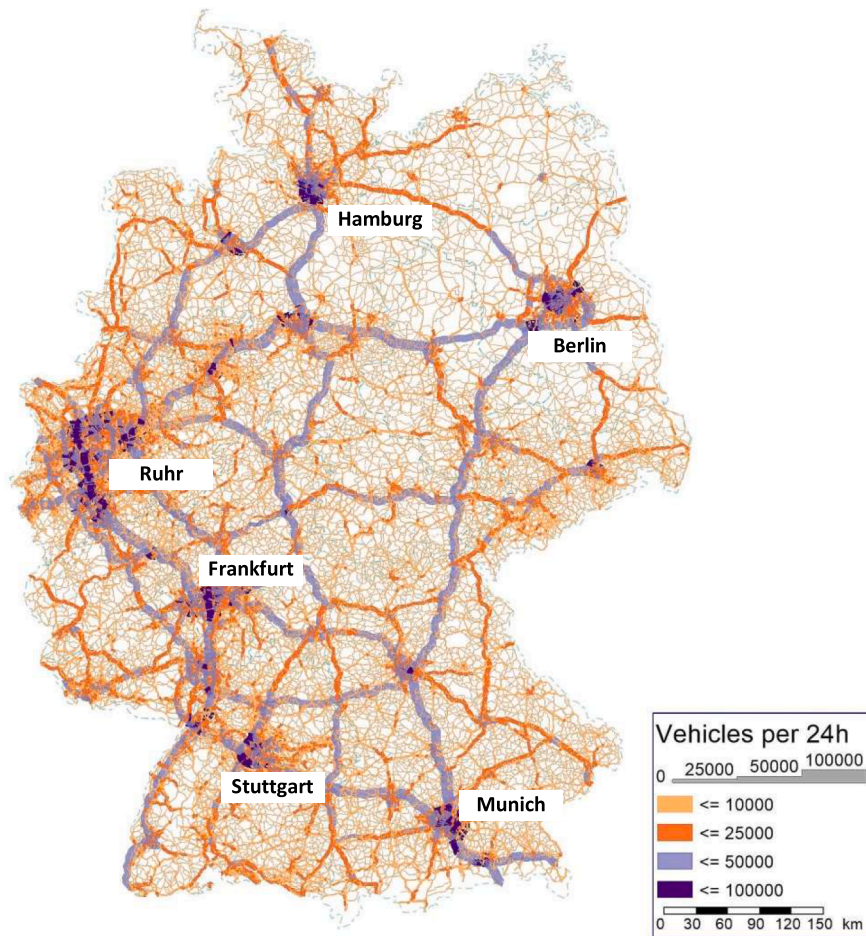 Hamburg
Berlin
Ruhr
Frankfurt
Stuttgart
Munich
Vehicles per 24h
0 25000 50000 100000
<= 10000
<= 25000
<= 50000
<= 100000
0 30 60 90 120 150 km